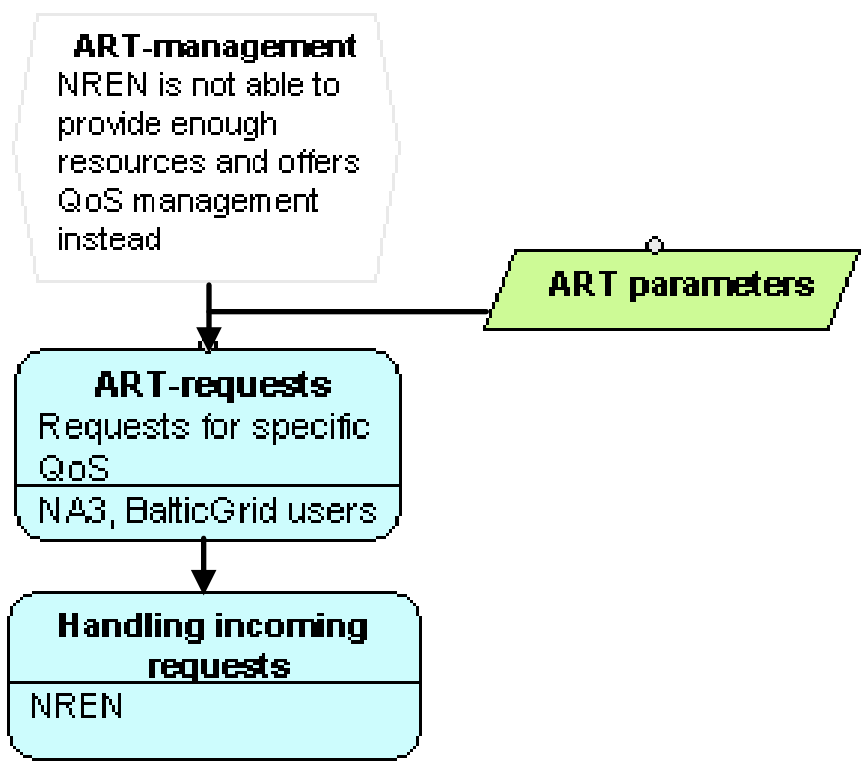 ART-management
NREN is not able to
provide enough
resources and offers
QoS management
instead
ART parameters
ART-requests
Requests for specific
QoS
NA3, BalticGrid users
Handling incoming
requests
NREN